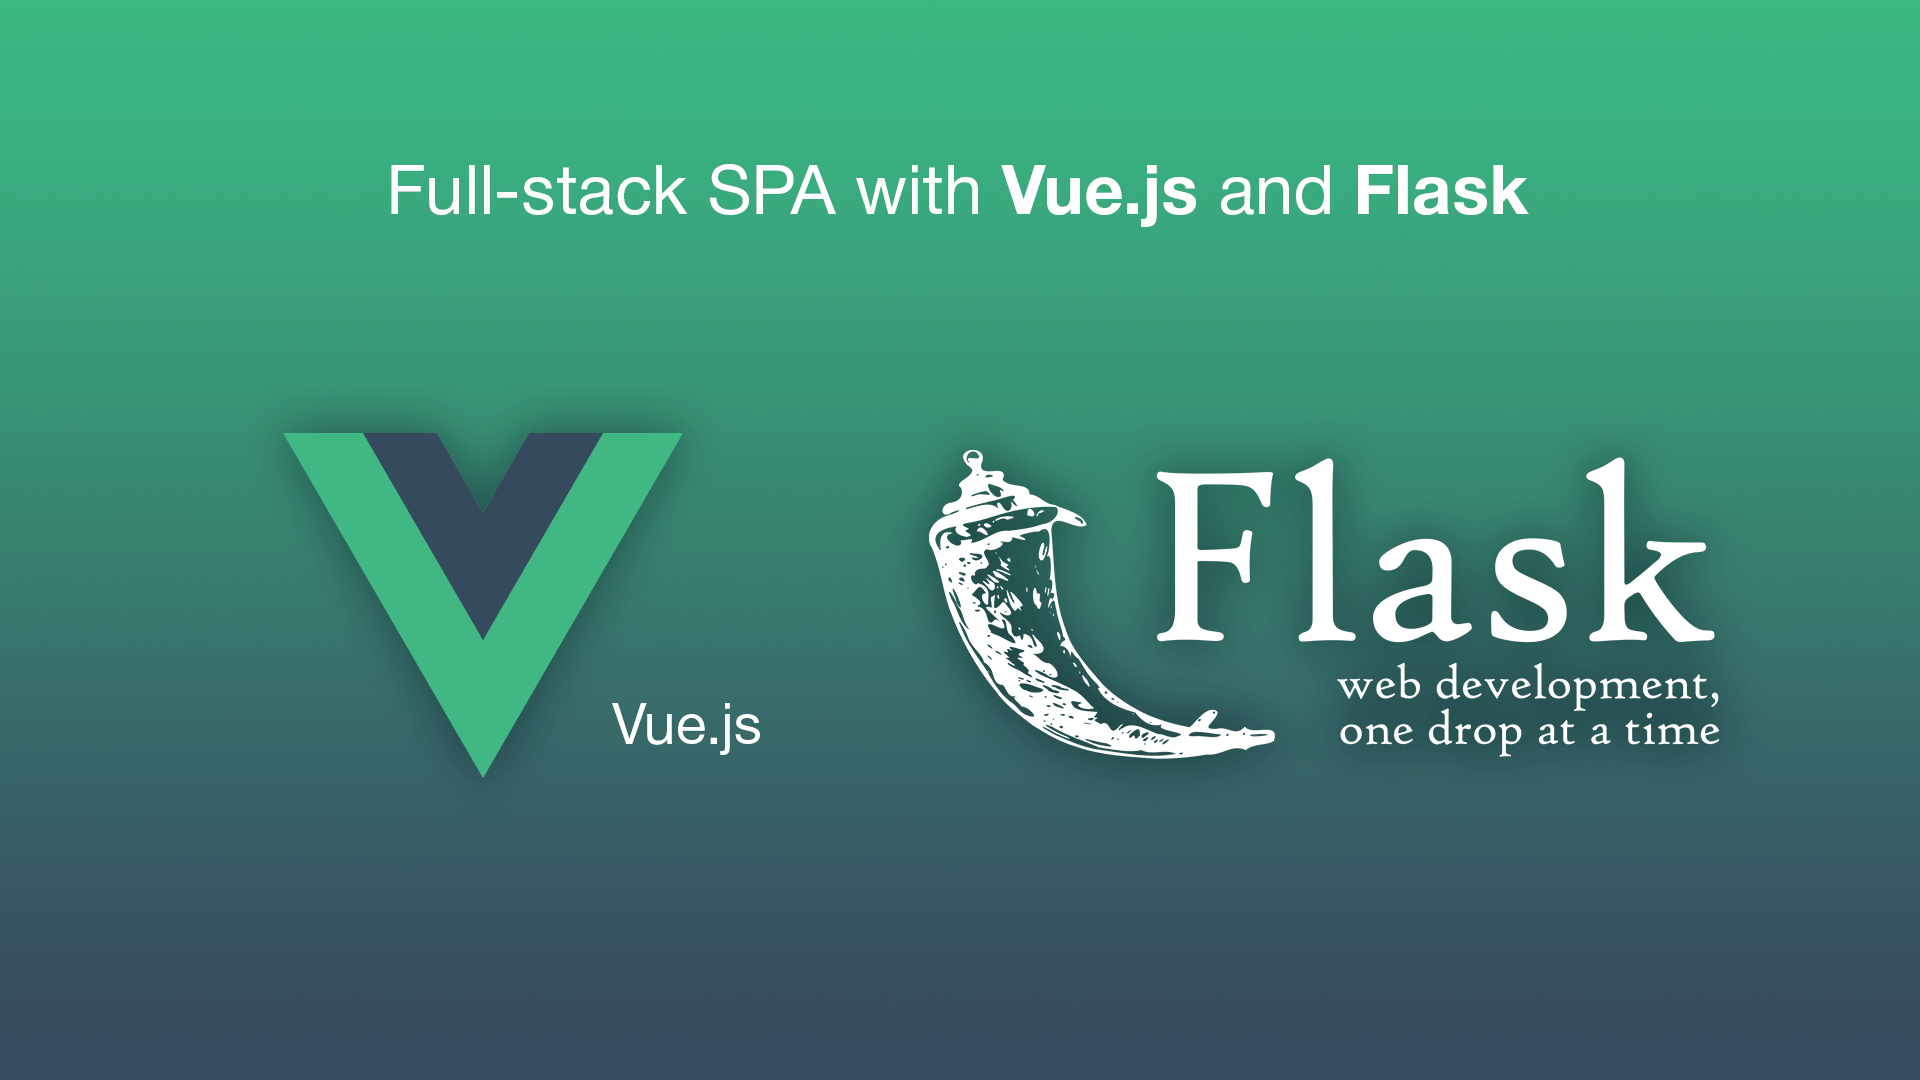 Full-stack SPA with Vue.js and Flask
Vue.js
Flask
web development,
one drop at a time